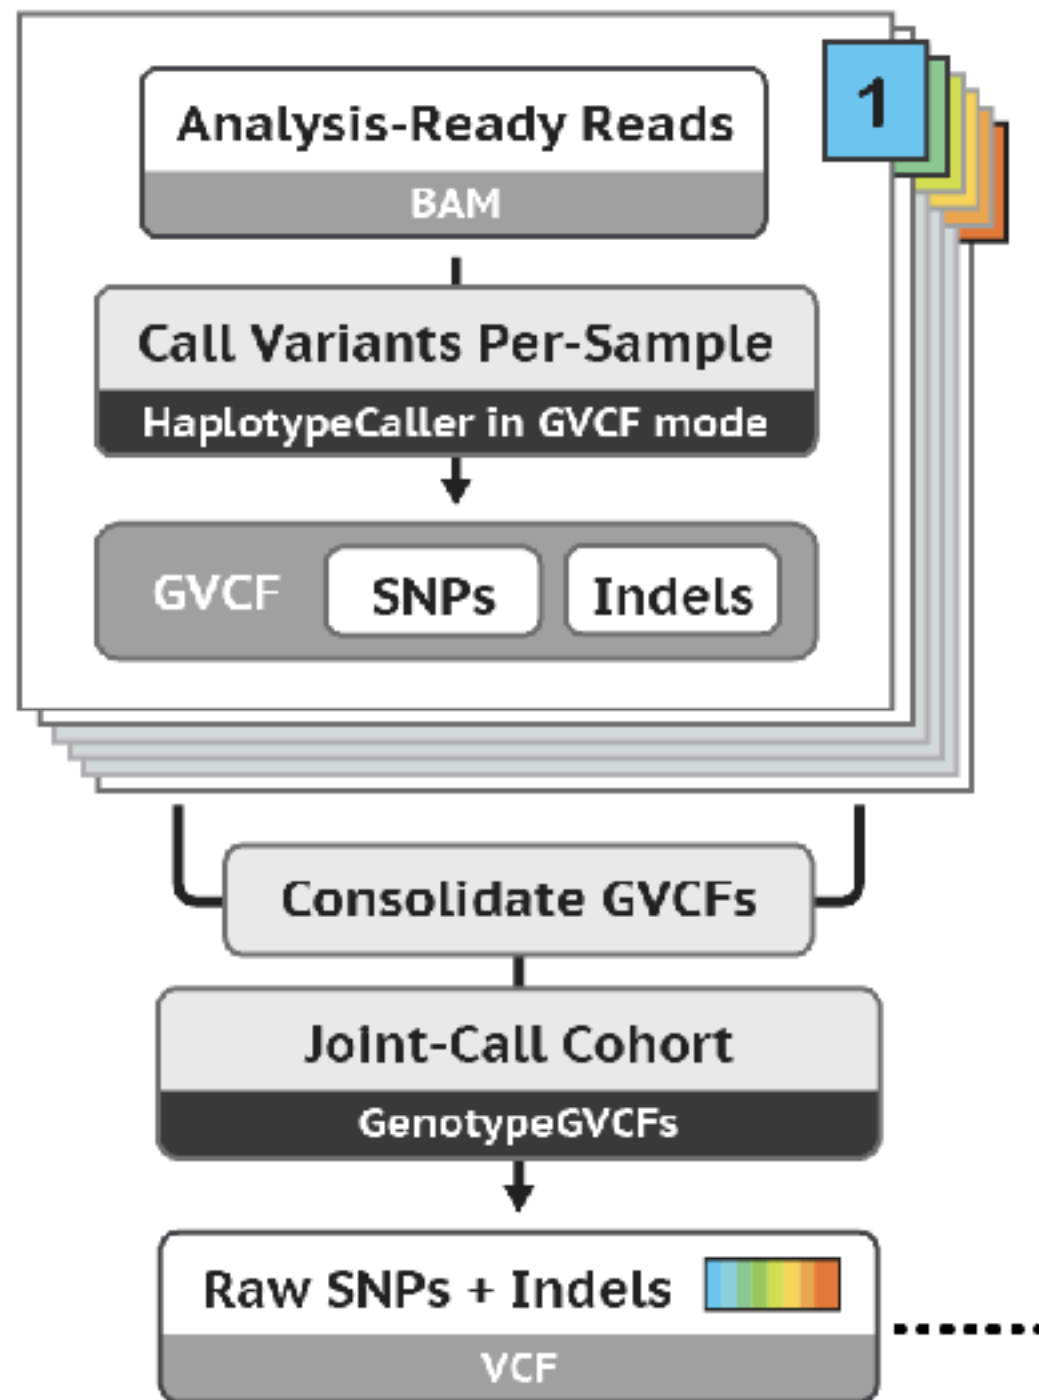 1
Analysis-Ready Reads
BAM
Call Variants Per-Sample
HaplotypeCaller in GVCF mode
GVCF SNPs Indels
Consolidate GVCFs
Joint-Call Cohort
GenotypeGVCFs
Raw SNPs + Indels
VCF